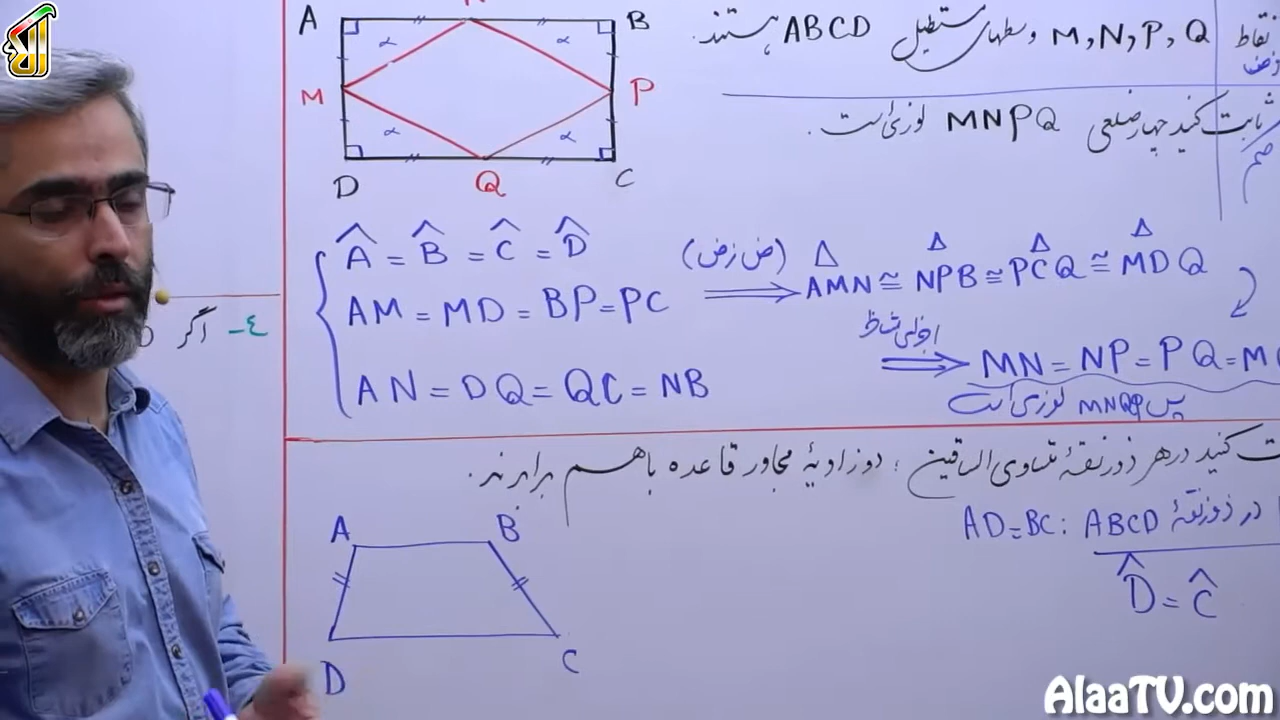 نقاط M, N, P, Q وسطهای مستطیل ABCD هستند.
ثابت کنید چهارضلعی MNPQ لوزی است.
A B
M P
D Q C
α α
α α
Â = B̂ = Ĉ = D̂
AM = MD = BP = PC
AN = DQ = QC = NB
(ض ز ض) ⟹ AMN ≅ NPB ≅ PCQ ≅ MDQ
اجزای متناظر ⟹ MN = NP = PQ = M
پس MNPQ لوزی است
٤- اگر
ت کنید در هر ذوزنقهٔ متساوی الساقین ، دو زاویهٔ مجاور قاعده با هم برابرند.
در ذوزنقهٔ ABCD : AD = BC
D̂ = Ĉ
A B
D C
AlaaTV.com